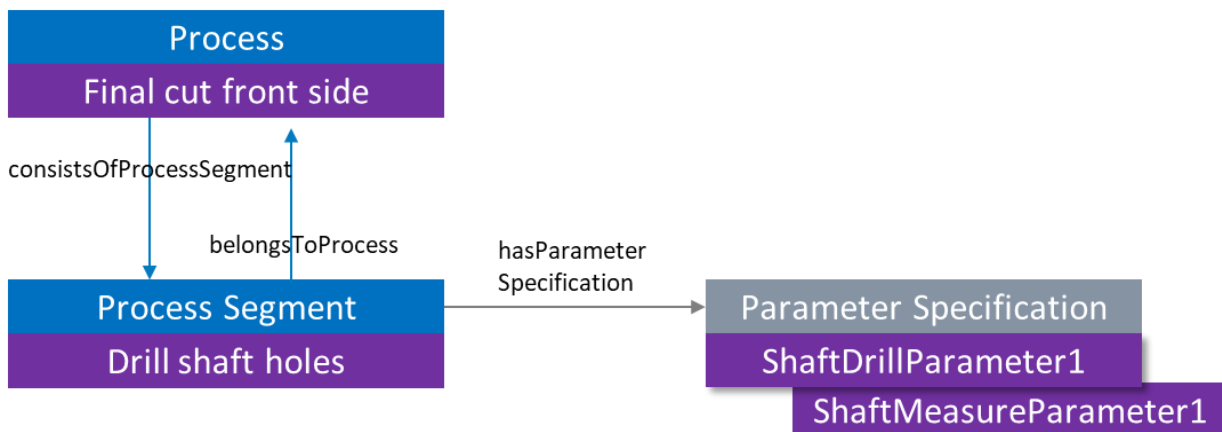 Process
Final cut front side
consistsOfProcessSegment
belongsToProcess
hasParameter
Specification
Process Segment
Drill shaft holes
Parameter Specification
ShaftDrillParameter1
ShaftMeasureParameter1